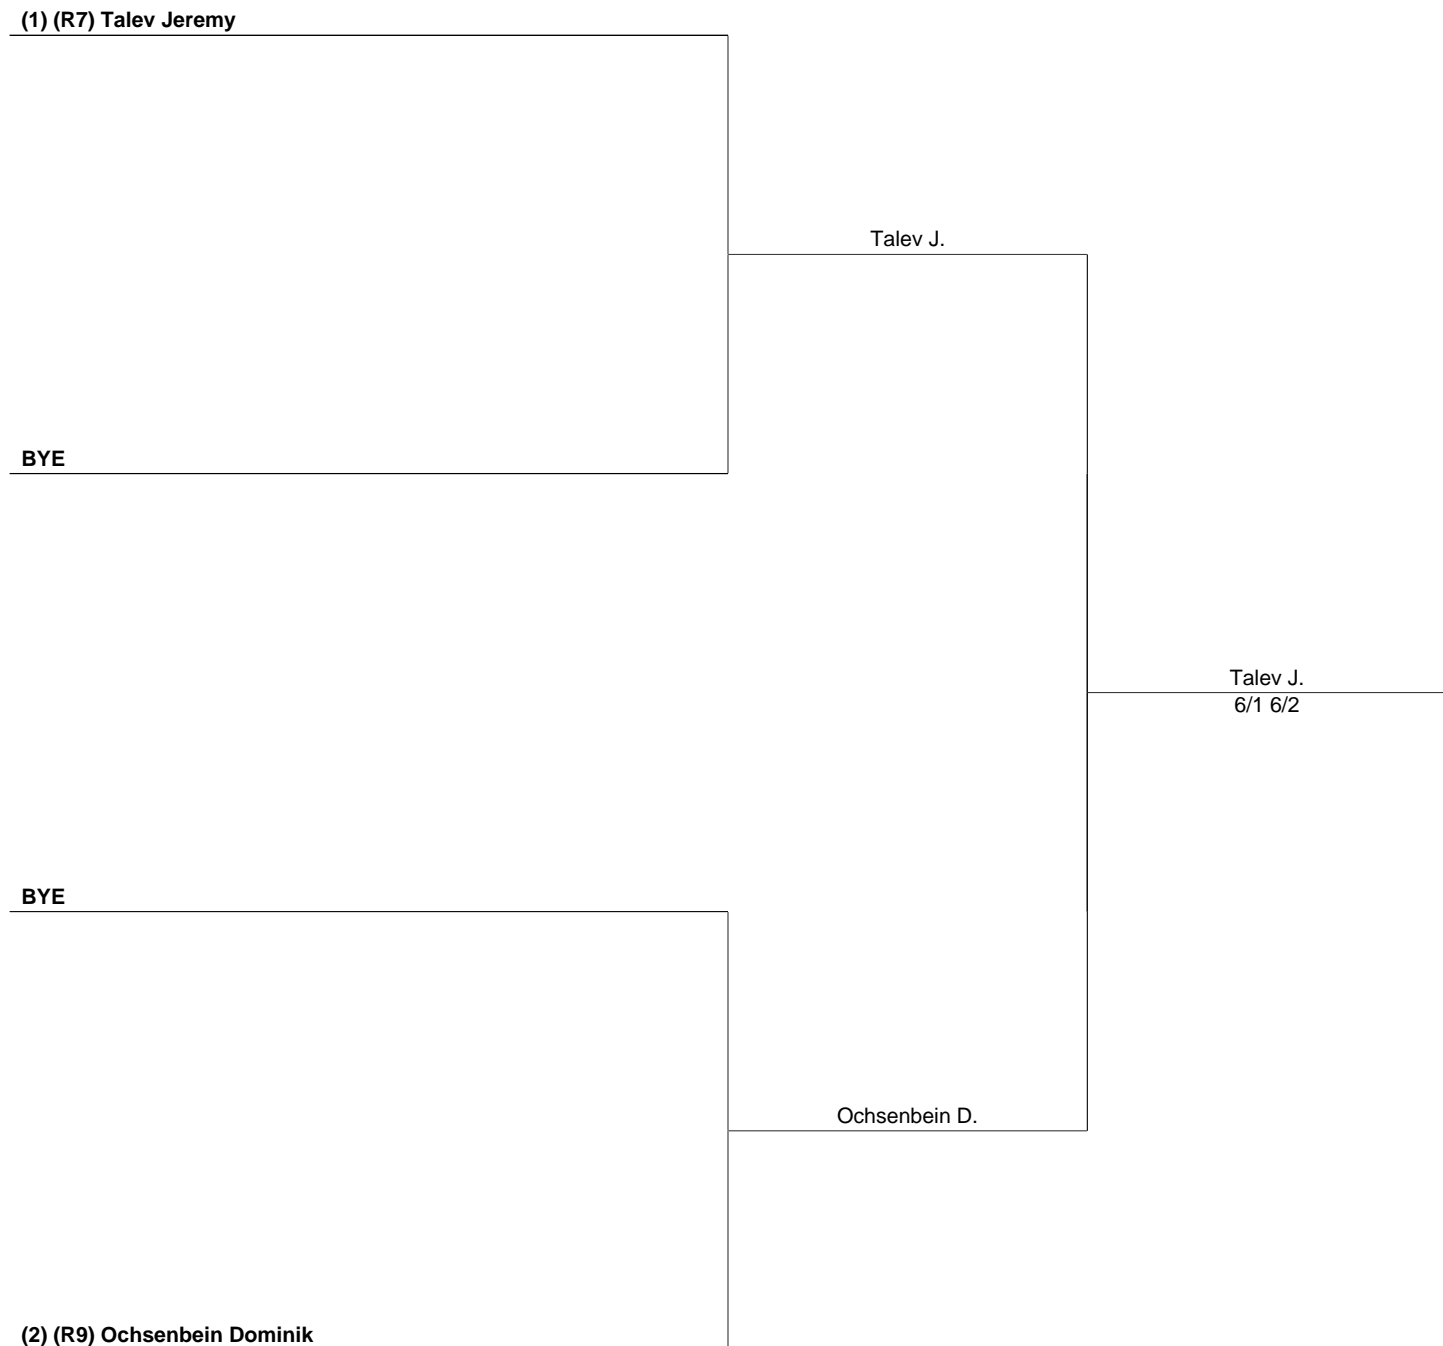 (1) (R7) Talev Jeremy
Talev J.
BYE
Talev J.
6/1 6/2
BYE
Ochsenbein D.
(2) (R9) Ochsenbein Dominik